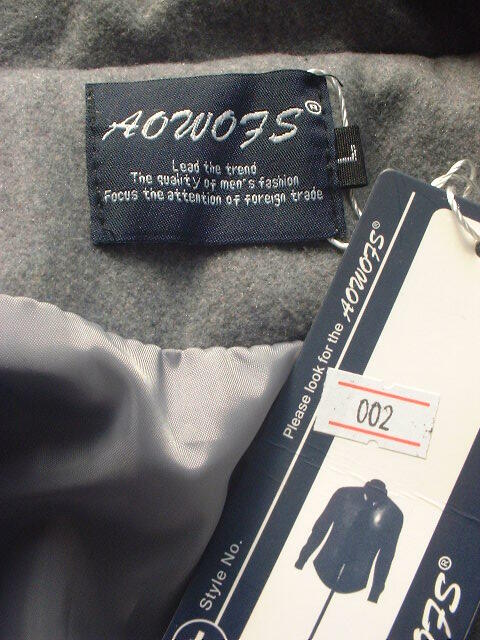 AOWOFS®
Lead the trend
The quality of men's fashion
Focus the attention of foreign trade
L
Please look for the AOWOFS®
002
Style No.